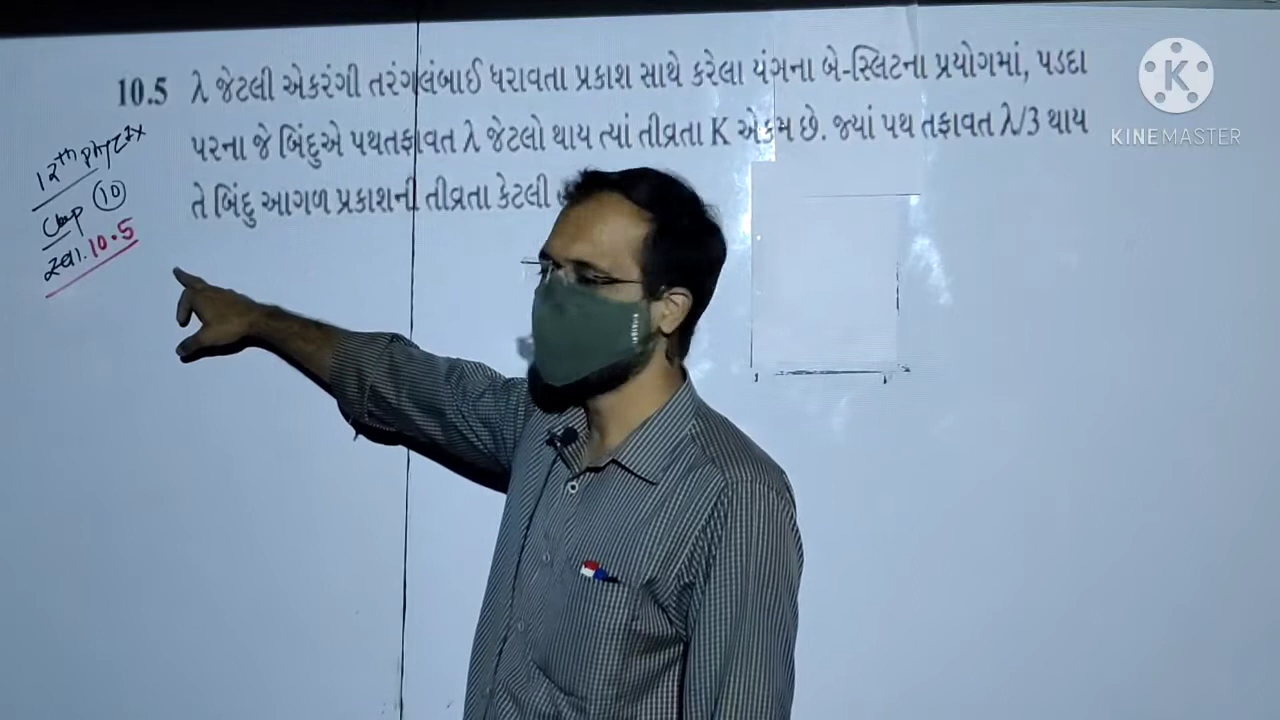 10.5 λ જેટલી એકરંગી તરંગલંબાઈ ધરાવતા પ્રકાશ સાથે કરેલા યંગના બે-સ્લિટના પ્રયોગમાં, પડદા
પરના જે બિંદુએ પથતફાવત λ જેટલો થાય ત્યાં તીવ્રતા K એકમ છે. જ્યાં પથ તફાવત λ/3 થાય
તે બિંદુ આગળ પ્રકાશની તીવ્રતા કેટલી
12th phy
Chap 10
સ્વા. 10.5
K
KINEMASTER